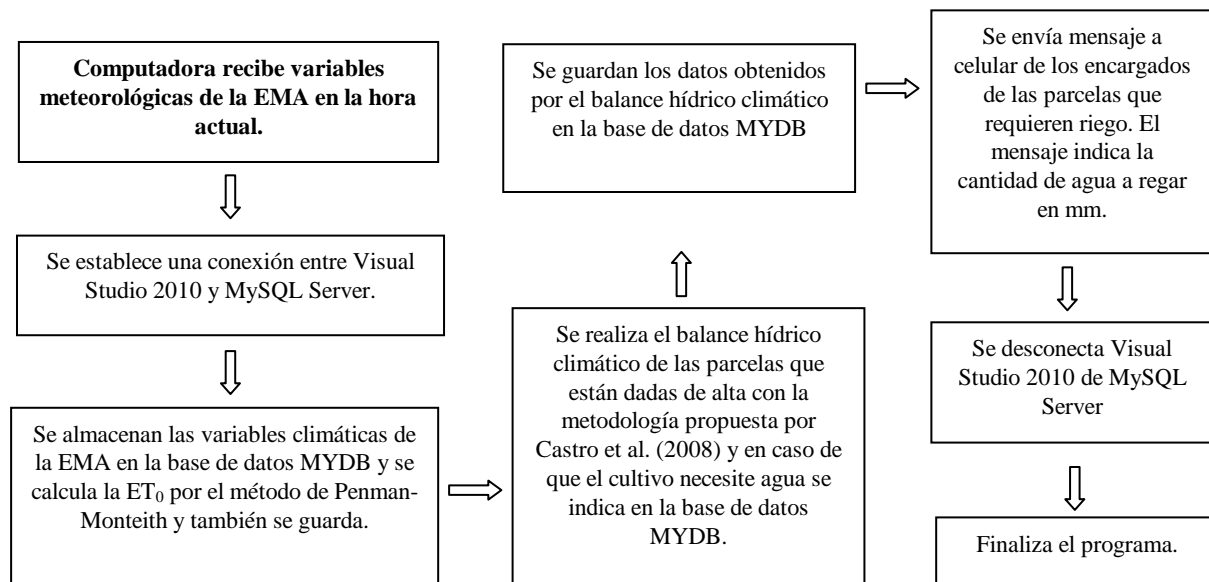 Computadora recibe variables
meteorológicas de la EMA en la hora
actual.
Se establece una conexión entre Visual
Studio 2010 y MySQL Server.
Se almacenan las variables climáticas de
la EMA en la base de datos MYDB y se
calcula la ET₀ por el método de Penman-
Monteith y también se guarda.
Se realiza el balance hídrico
climático de las parcelas que
están dadas de alta con la
metodología propuesta por
Castro et al. (2008) y en caso de
que el cultivo necesite agua se
indica en la base de datos
MYDB.
Se guardan los datos obtenidos
por el balance hídrico climático
en la base de datos MYDB
Se envía mensaje a
celular de los encargados
de las parcelas que
requieren riego. El
mensaje indica la
cantidad de agua a regar
en mm.
Se desconecta Visual
Studio 2010 de MySQL
Server
Finaliza el programa.